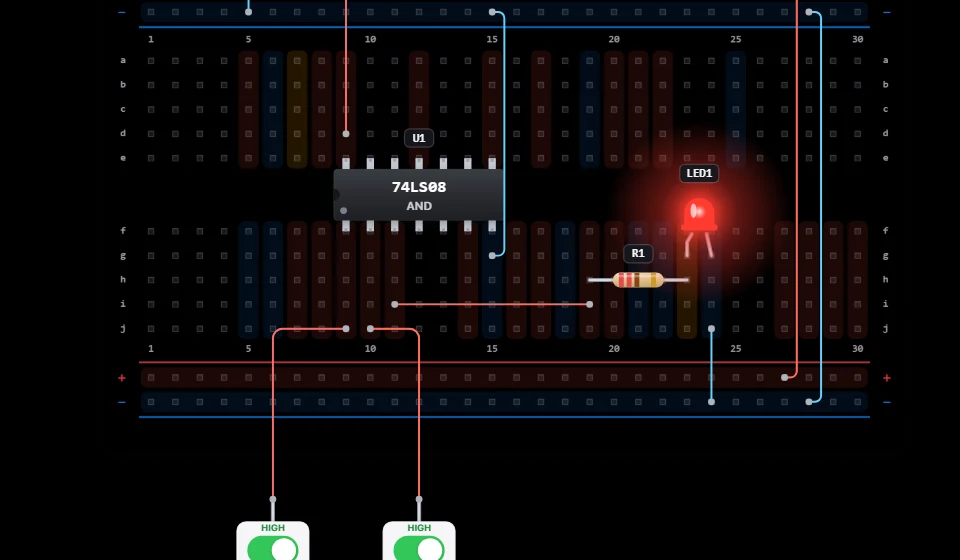 − −
1 5 10 15 20 25 30
a a
b b
c c
d d
U1
e e
74LS08
AND
LED1
f f
g g
R1
h h
i i
j j
1 5 10 15 20 25 30
+ +
− −
HIGH HIGH